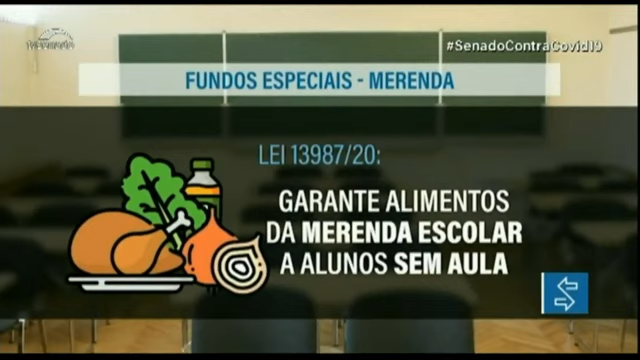 #SenadoContraCovid19
FUNDOS ESPECIAIS - MERENDA
LEI 13987/20:
GARANTE ALIMENTOS
DA MERENDA ESCOLAR
A ALUNOS SEM AULA